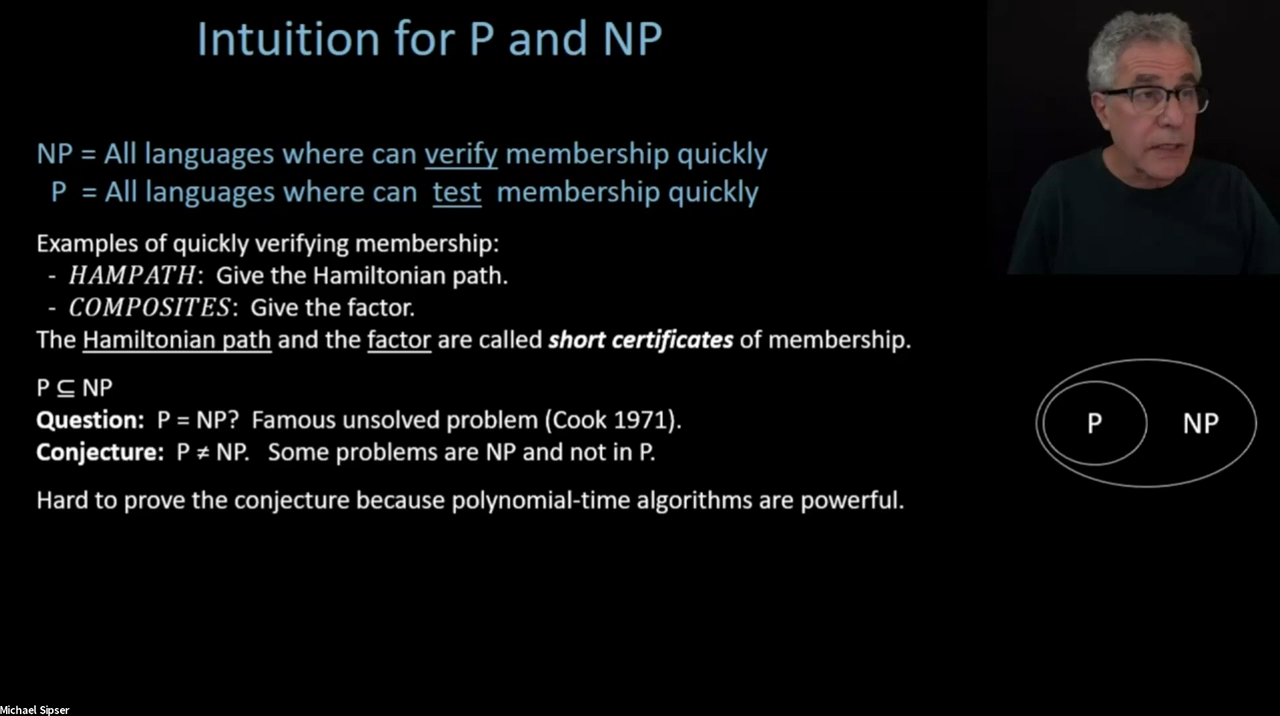 Intuition for P and NP
NP = All languages where can verify membership quickly
P = All languages where can test membership quickly
Examples of quickly verifying membership:
- 𝐻𝐴𝑀𝑃𝐴𝑇𝐻: Give the Hamiltonian path.
- 𝐶𝑂𝑀𝑃𝑂𝑆𝐼𝑇𝐸𝑆: Give the factor.
The Hamiltonian path and the factor are called short certificates of membership.
P ⊆ NP
Question: P = NP? Famous unsolved problem (Cook 1971).
Conjecture: P ≠ NP. Some problems are NP and not in P.
Hard to prove the conjecture because polynomial-time algorithms are powerful.
P NP
Michael Sipser